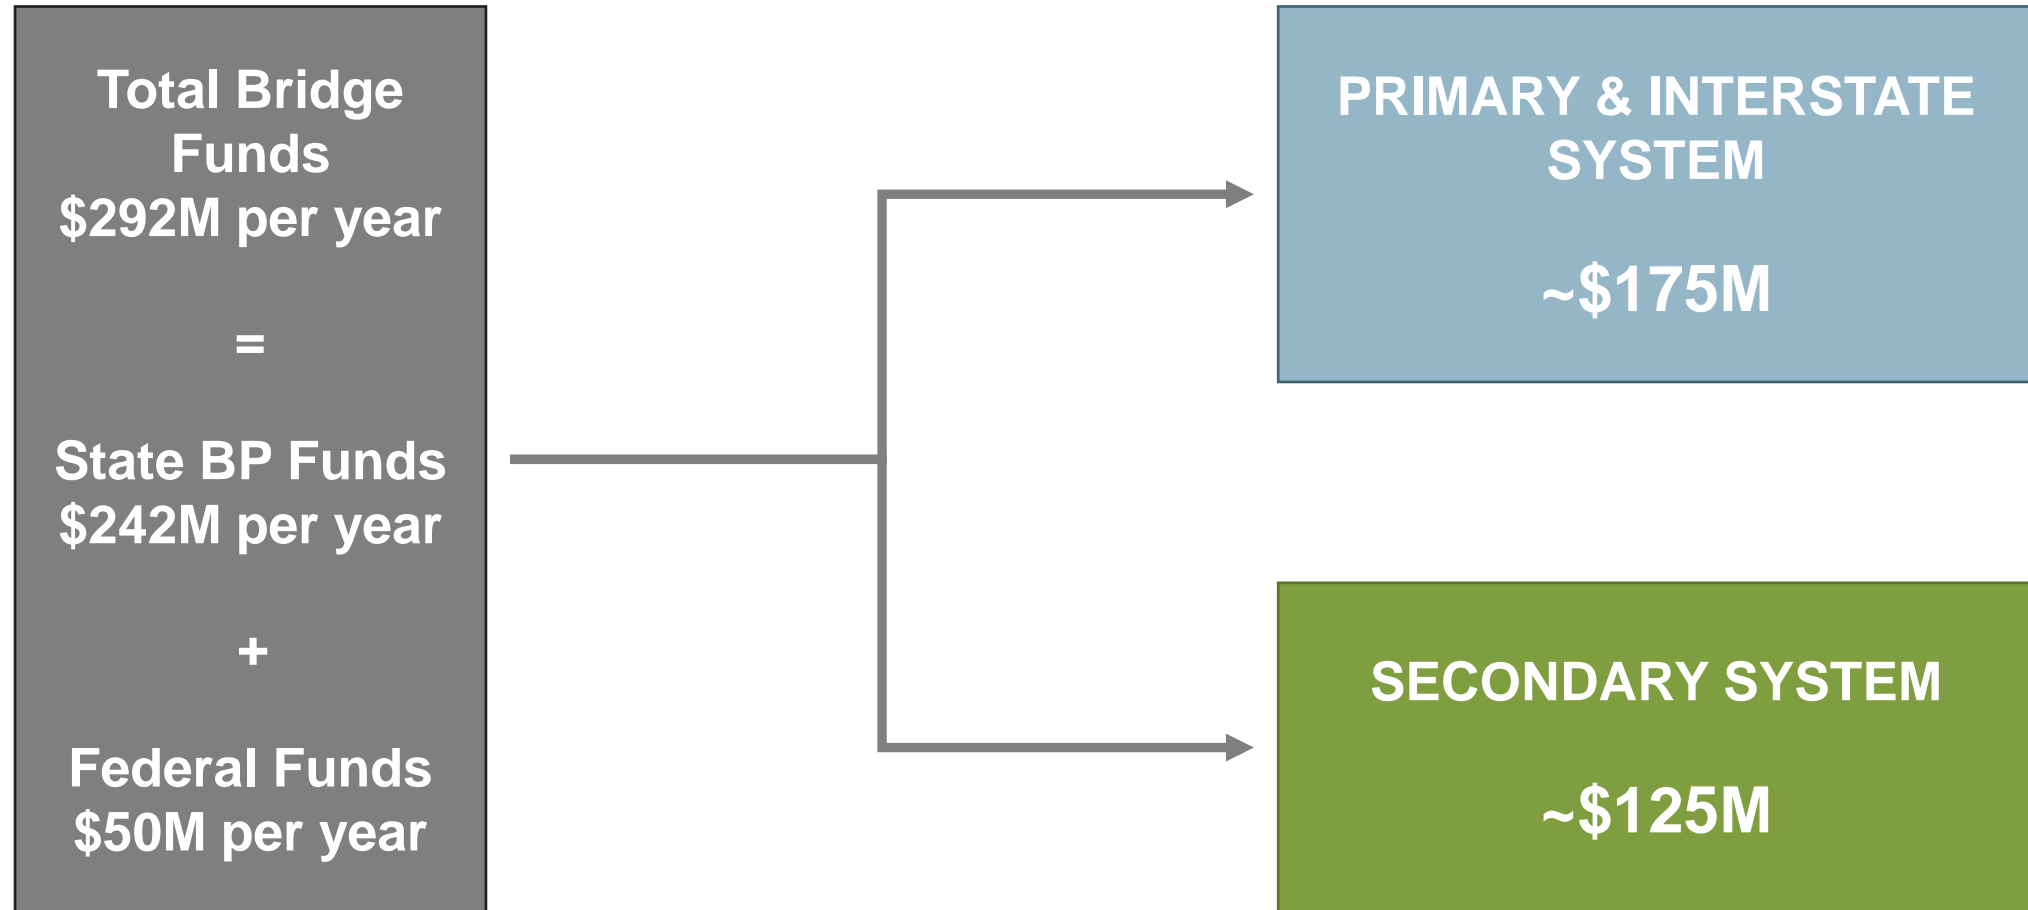 Total Bridge
Funds
$292M per year
=
State BP Funds
$242M per year
+
Federal Funds
$50M per year
PRIMARY & INTERSTATE
SYSTEM
~$175M
SECONDARY SYSTEM
~$125M